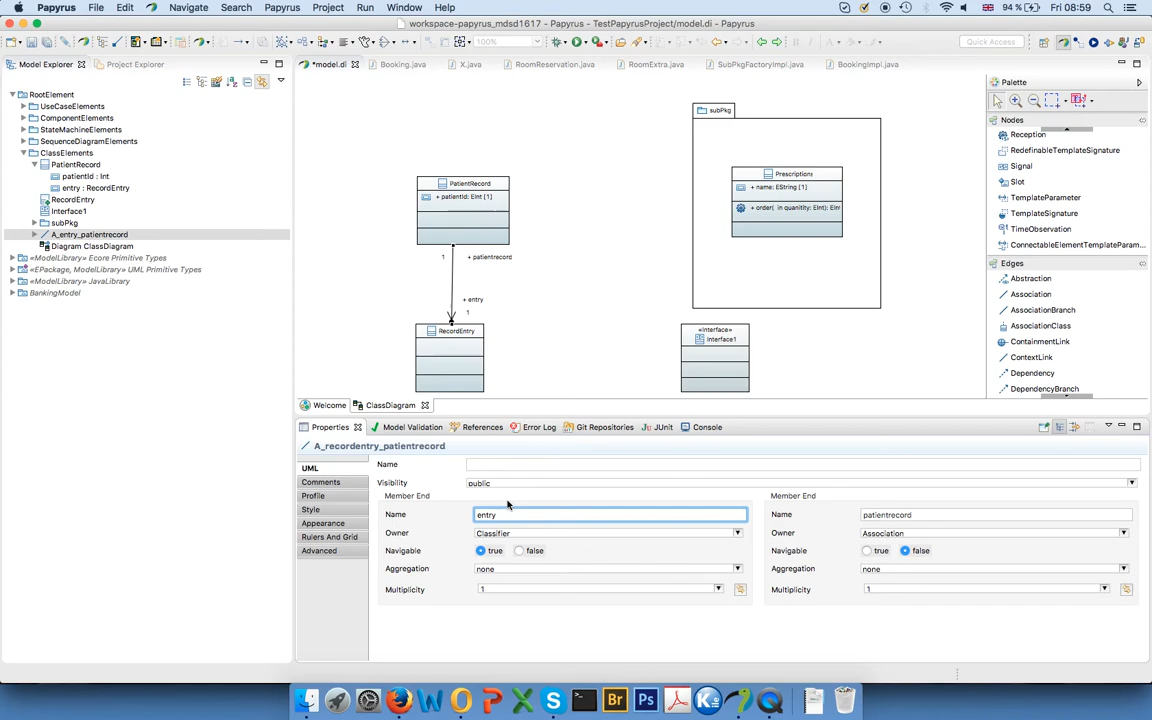 Papyrus File Edit Diagram Navigate Search Papyrus Project Run Window Help 94 % Fri 08:59
workspace-papyrus_mdsd1617 - TestPapyrusProject/model.di - Papyrus
100% Quick Access
Model Explorer Project Explorer
*model.di Booking.java X.java RoomReservation.java RoomExtra.java SubPkgFactoryImpl.java BookingImpl.java
RootElement
UseCaseElements
ComponentElements
StateMachineElements
SequenceDiagramElements
ClassElements
PatientRecord
patientId : Int
entry : RecordEntry
RecordEntry
Interface1
subPkg
A_entry_patientrecord
Diagram ClassDiagram
«ModelLibrary» Ecore Primitive Types
«EPackage, ModelLibrary» UML Primitive Types
«ModelLibrary» JavaLibrary
BankingModel
subPkg
Prescriptions
+ name: EString [1]
+ order( in quanitity: EInt): EInt
PatientRecord
+ patientId: EInt [1]
1 + patientrecord
+ entry
1
RecordEntry
«Interface»
Interface1
Palette
Nodes
Reception
RedefinableTemplateSignature
Signal
Slot
TemplateParameter
TemplateSignature
TimeObservation
ConnectableElementTemplateParam...
Edges
Abstraction
Association
AssociationBranch
AssociationClass
ContainmentLink
ContextLink
Dependency
DependencyBranch
Welcome ClassDiagram
Properties Model Validation References Error Log Git Repositories JUnit Console
A_recordentry_patientrecord
UML
Comments
Profile
Style
Appearance
Rulers And Grid
Advanced
Name
Visibility public
Member End Member End
Name entry Name patientrecord
Owner Classifier Owner Association
Navigable true false Navigable true false
Aggregation none Aggregation none
Multiplicity 1 Multiplicity 1